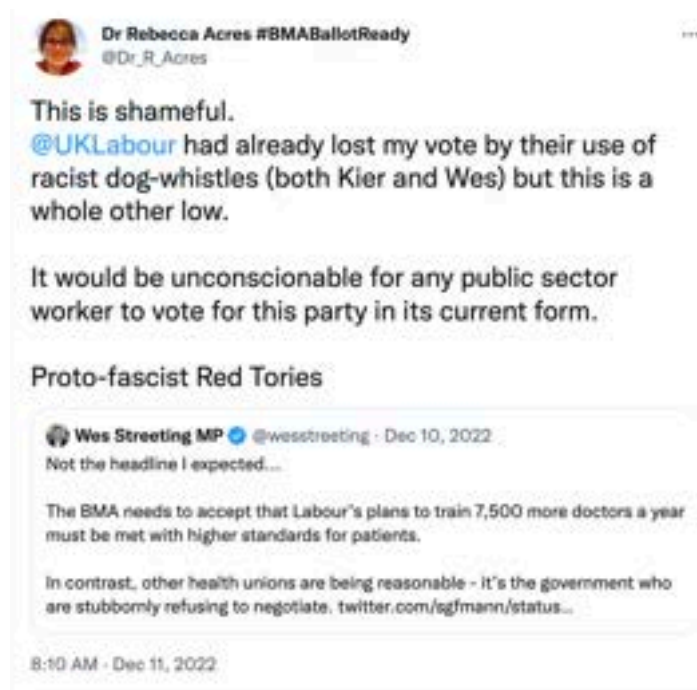 Dr Rebecca Acres #BMABallotReady
@Dr_R_Acres
This is shameful.
@UKLabour had already lost my vote by their use of
racist dog-whistles (both Kier and Wes) but this is a
whole other low.
It would be unconscionable for any public sector
worker to vote for this party in its current form.
Proto-fascist Red Tories
Wes Streeting MP @wesstreeting · Dec 10, 2022
Not the headline I expected...
The BMA needs to accept that Labour's plans to train 7,500 more doctors a year
must be met with higher standards for patients.
In contrast, other health unions are being reasonable - it's the government who
are stubbornly refusing to negotiate. twitter.com/sgfmann/status...
8:10 AM · Dec 11, 2022